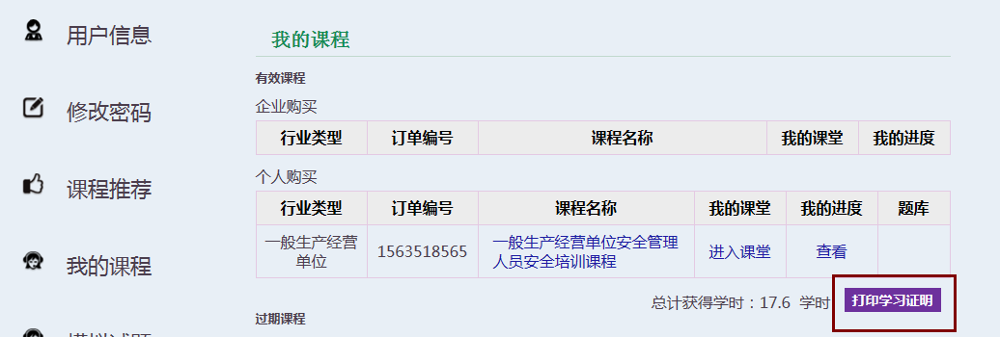 用户信息
修改密码
课程推荐
我的课程
模拟试题
我的课程
有效课程
企业购买
行业类型 订单编号 课程名称 我的课堂 我的进度
个人购买
行业类型 订单编号 课程名称 我的课堂 我的进度 题库
一般生产经营
单位
1563518565
一般生产经营单位安全管理
人员安全培训课程
进入课堂
查看
总计获得学时：17.6 学时
打印学习证明
过期课程